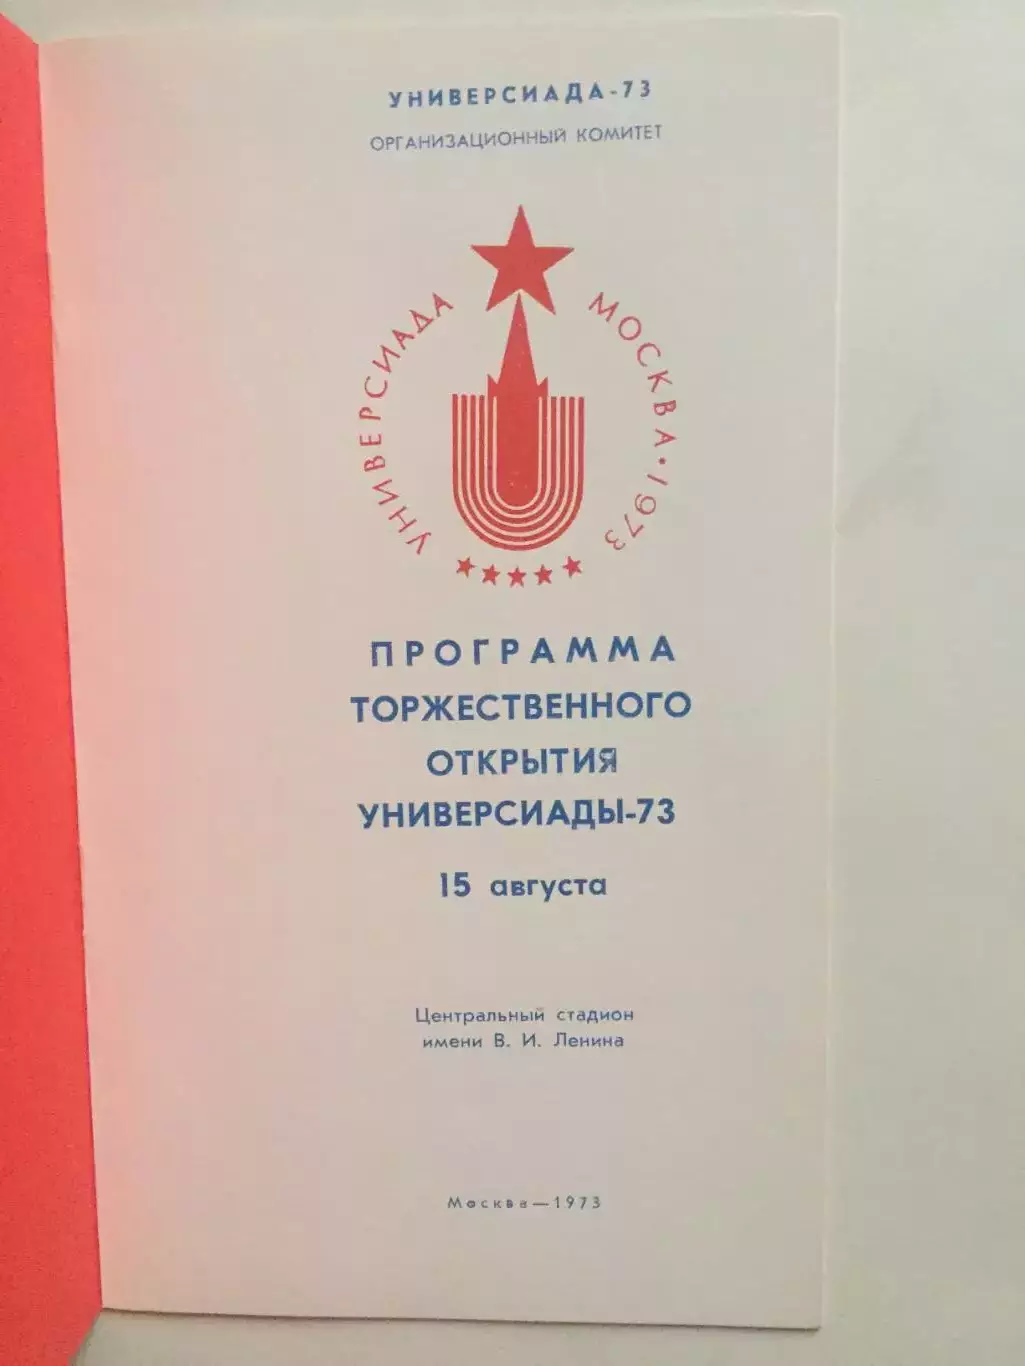 УНИВЕРСИАДА-73
ОРГАНИЗАЦИОННЫЙ КОМИТЕТ
УНИВЕРСИАДА
МОСКВА·1973
ПРОГРАММА
ТОРЖЕСТВЕННОГО
ОТКРЫТИЯ
УНИВЕРСИАДЫ-73
15 августа
Центральный стадион
имени В. И. Ленина
Москва—1973